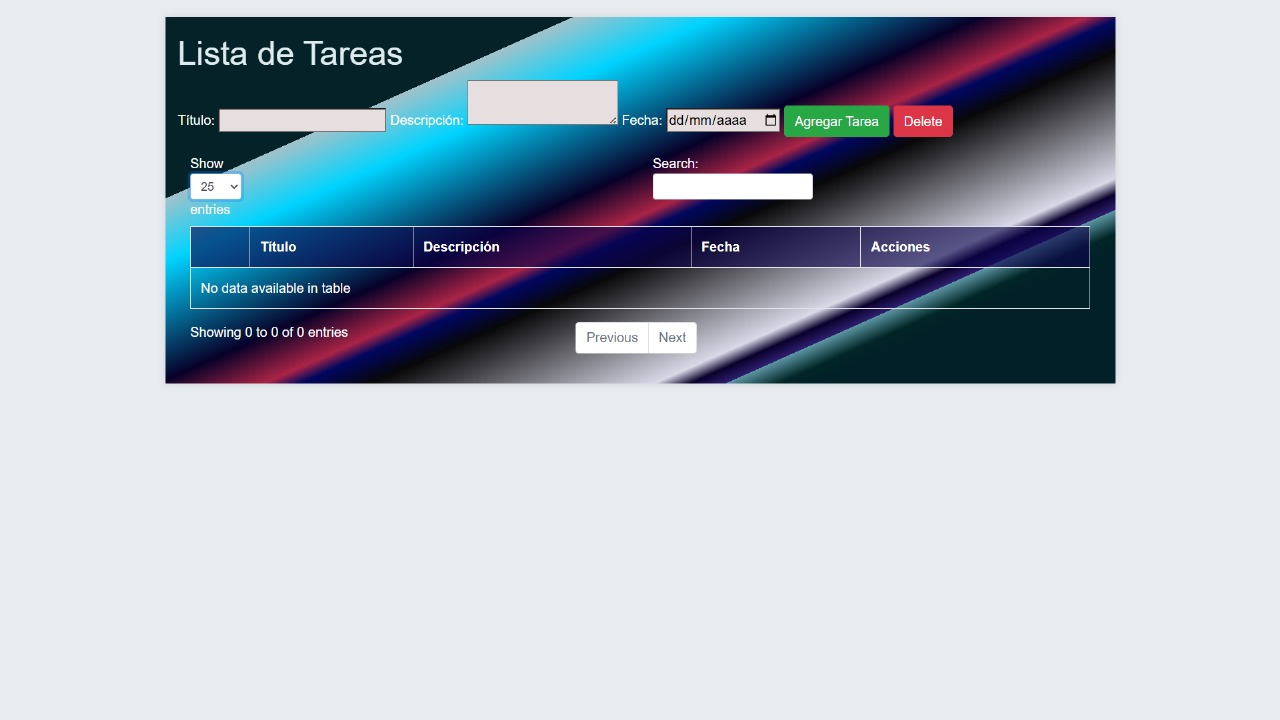 Lista de Tareas
Título: Descripción: Fecha: dd/mm/aaaa Agregar Tarea Delete
Show Search:
25
entries
Título Descripción Fecha Acciones
No data available in table
Showing 0 to 0 of 0 entries Previous Next